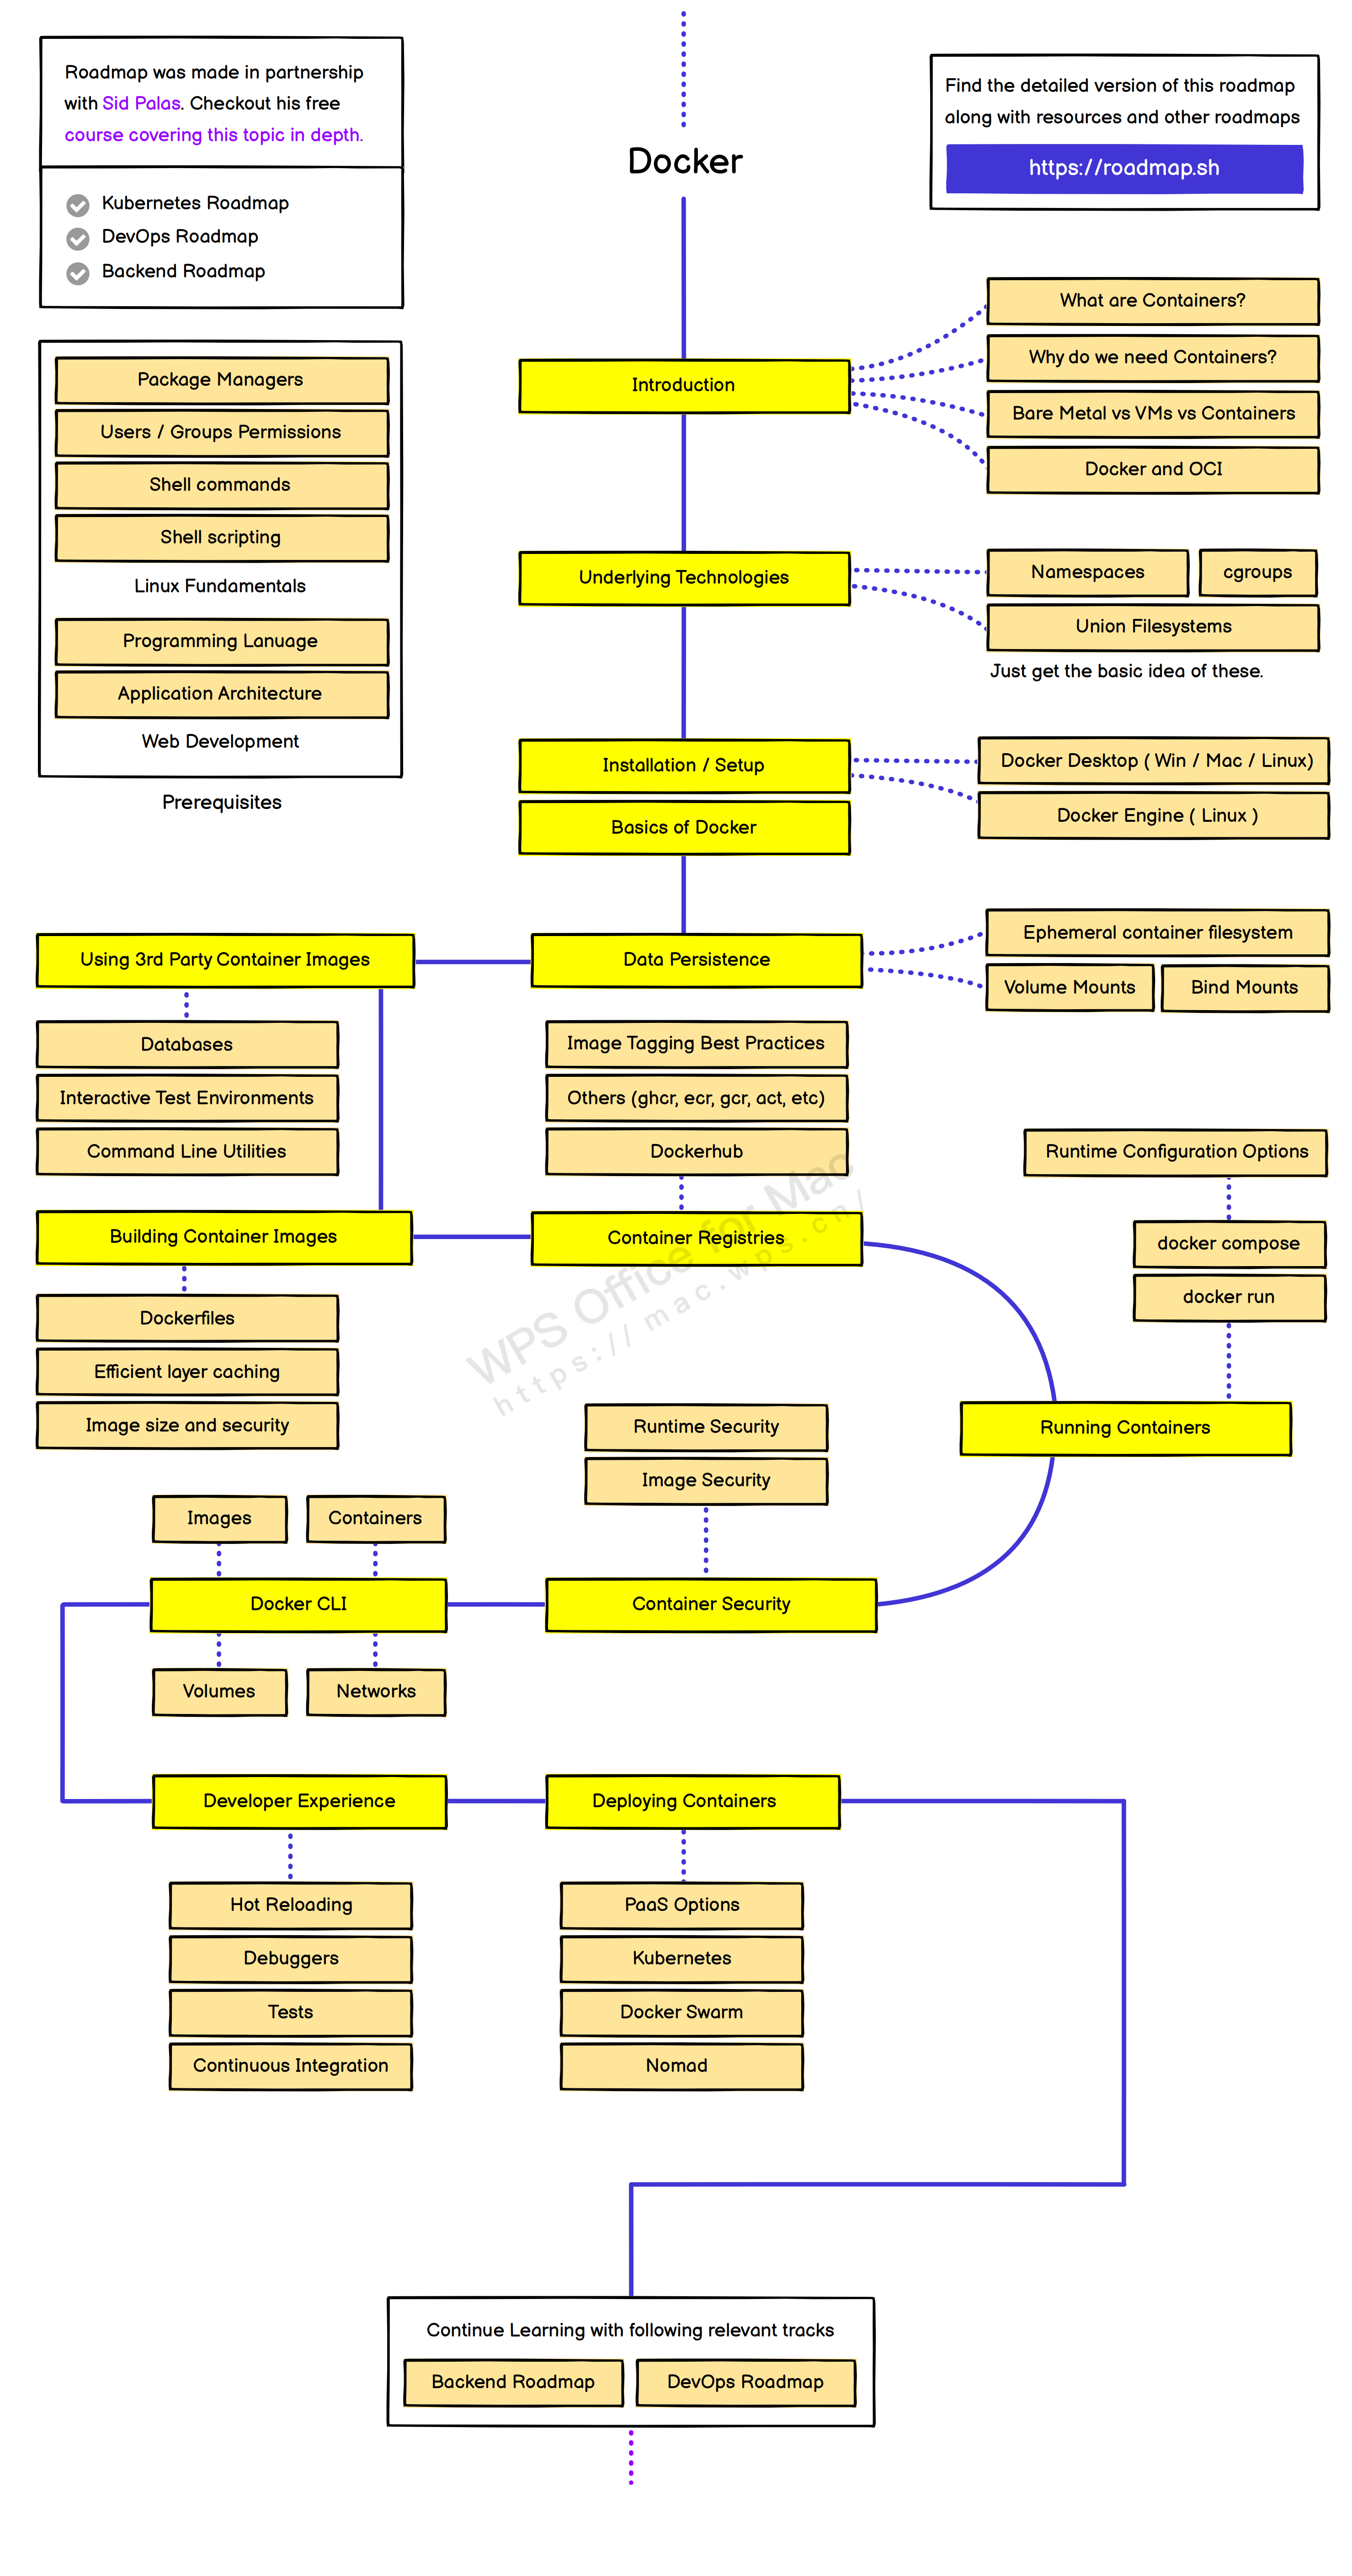 Roadmap was made in partnership
with Sid Palas. Checkout his free
course covering this topic in depth.
Kubernetes Roadmap
DevOps Roadmap
Backend Roadmap
Docker
Find the detailed version of this roadmap
along with resources and other roadmaps
https://roadmap.sh
Package Managers
Users / Groups Permissions
Shell commands
Shell scripting
Linux Fundamentals
Programming Lanuage
Application Architecture
Web Development
Prerequisites
Introduction
What are Containers?
Why do we need Containers?
Bare Metal vs VMs vs Containers
Docker and OCI
Underlying Technologies
Namespaces
cgroups
Union Filesystems
Just get the basic idea of these.
Installation / Setup
Docker Desktop ( Win / Mac / Linux)
Docker Engine ( Linux )
Basics of Docker
Data Persistence
Ephemeral container filesystem
Volume Mounts
Bind Mounts
Using 3rd Party Container Images
Databases
Interactive Test Environments
Command Line Utilities
Building Container Images
Dockerfiles
Efficient layer caching
Image size and security
Image Tagging Best Practices
Others (ghcr, ecr, gcr, act, etc)
Dockerhub
Container Registries
WPS Office for Mac
https://mac.wps.cn/
Runtime Configuration Options
docker compose
docker run
Running Containers
Runtime Security
Image Security
Container Security
Images
Containers
Docker CLI
Volumes
Networks
Developer Experience
Hot Reloading
Debuggers
Tests
Continuous Integration
Deploying Containers
PaaS Options
Kubernetes
Docker Swarm
Nomad
Continue Learning with following relevant tracks
Backend Roadmap
DevOps Roadmap